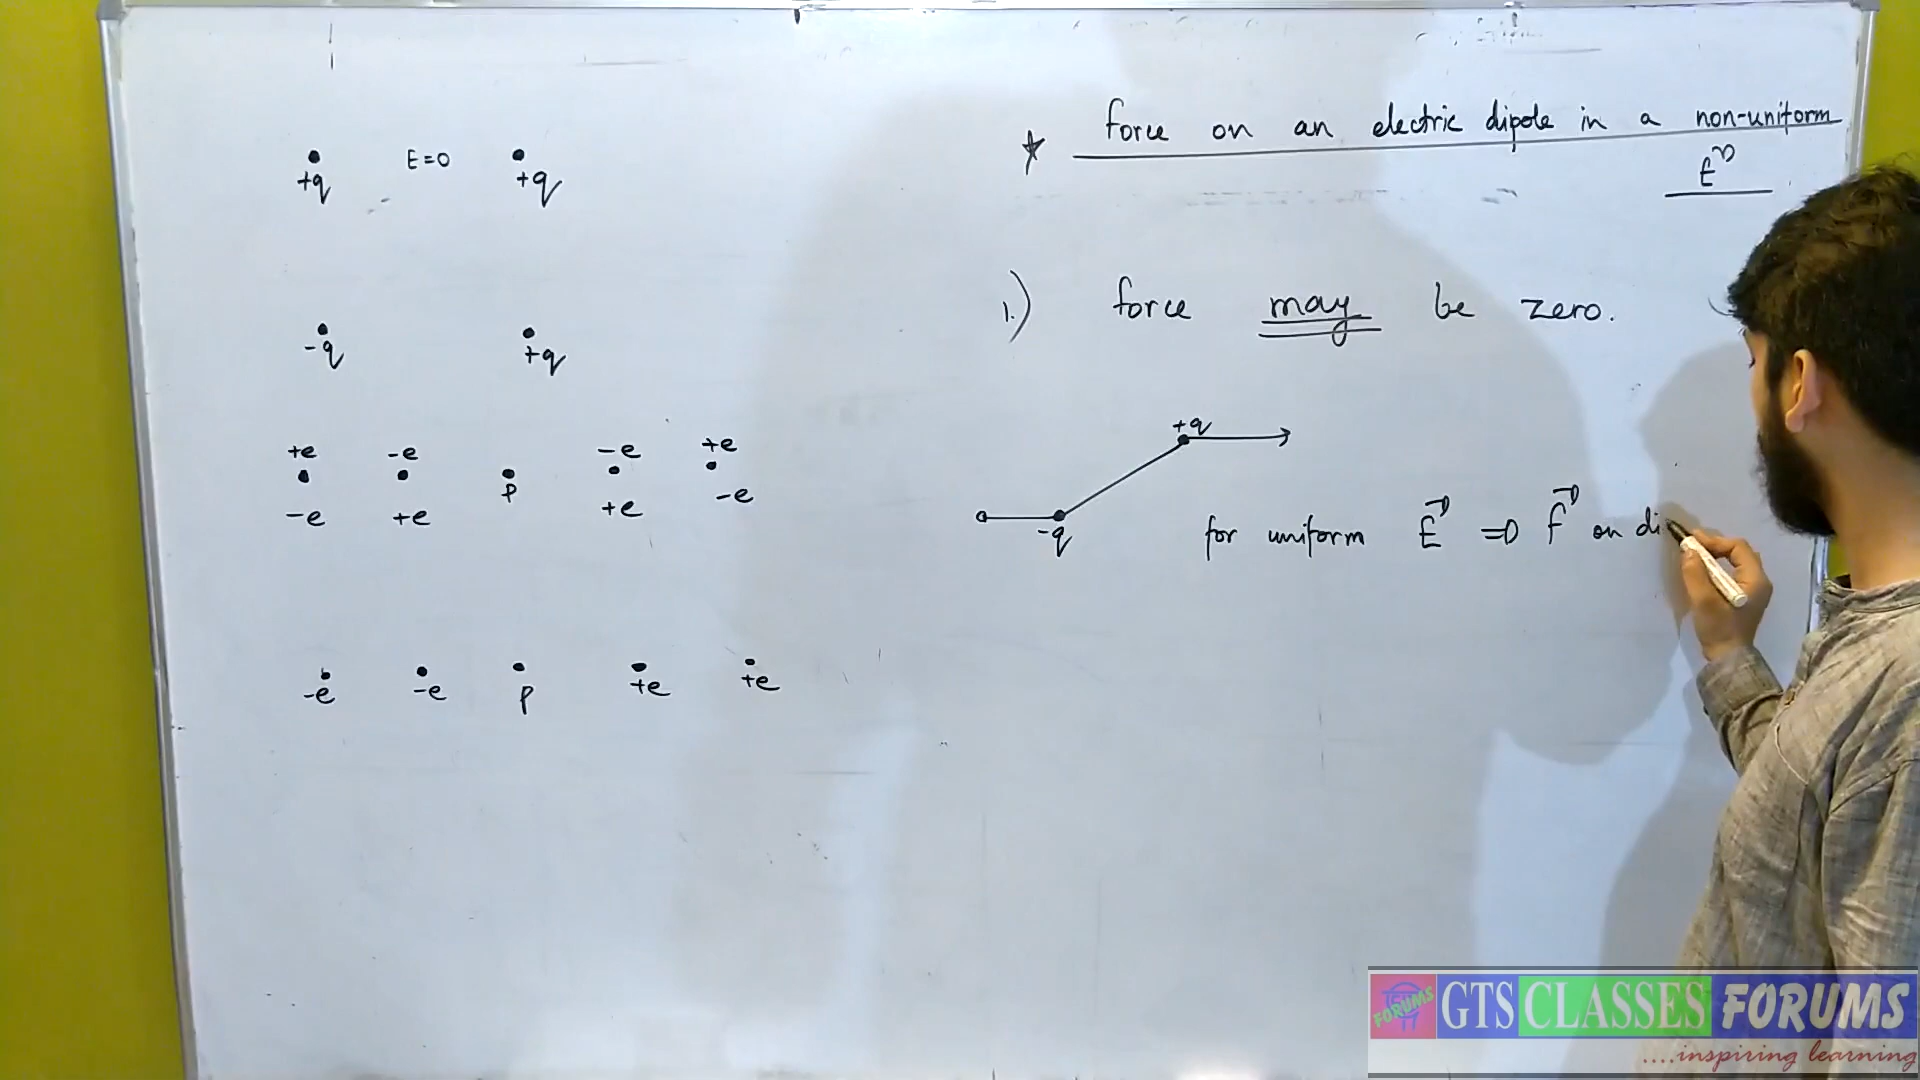 +q E=0 +q
-q +q
+e -e -e +e
P
-e +e +e -e
-e -e P +e +e
Force on an electric dipole in a non-uniform
E
1.) force may be zero.
+q
-q
for uniform E ⇒ F on di
FORUMS
GTS CLASSES FORUMS
....inspiring learning